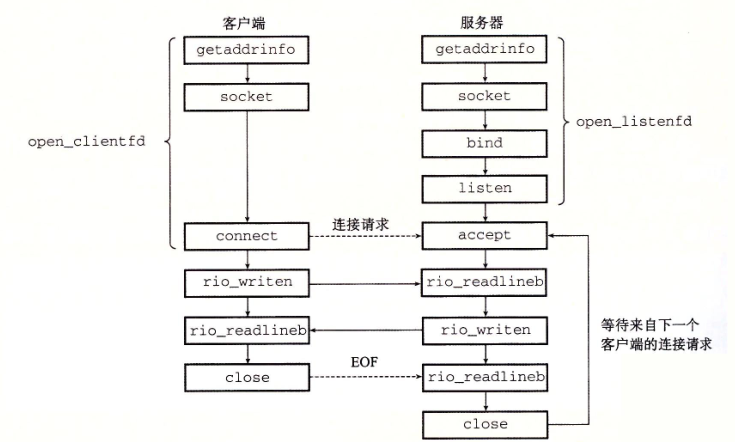 客户端
服务器
getaddrinfo
getaddrinfo
socket
socket
open_clientfd
open_listenfd
bind
listen
连接请求
connect
accept
rio_writen
rio_readlineb
rio_readlineb
rio_writen
等待来自下一个
客户端的连接请求
EOF
close
rio_readlineb
close